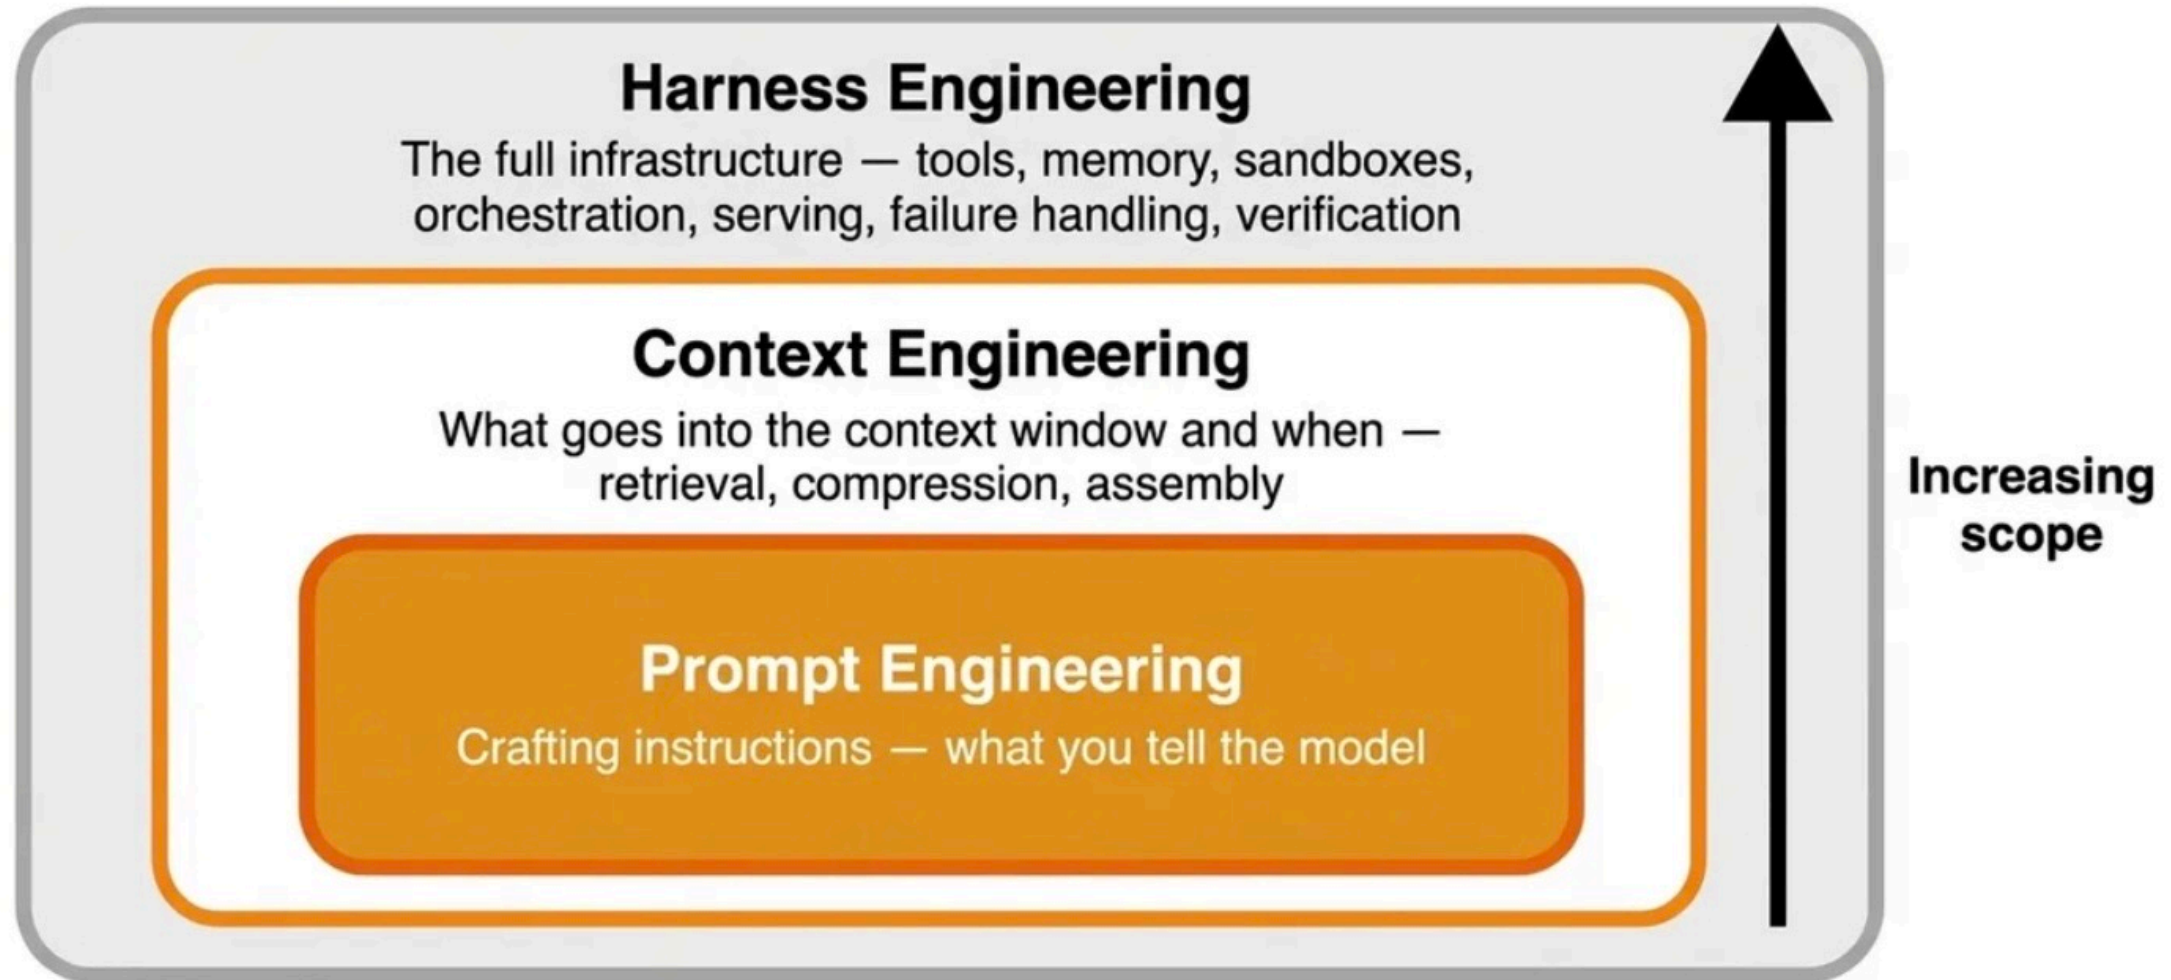 Harness Engineering
The full infrastructure — tools, memory, sandboxes,
orchestration, serving, failure handling, verification
Context Engineering
What goes into the context window and when —
retrieval, compression, assembly
Prompt Engineering
Crafting instructions — what you tell the model
Increasing
scope